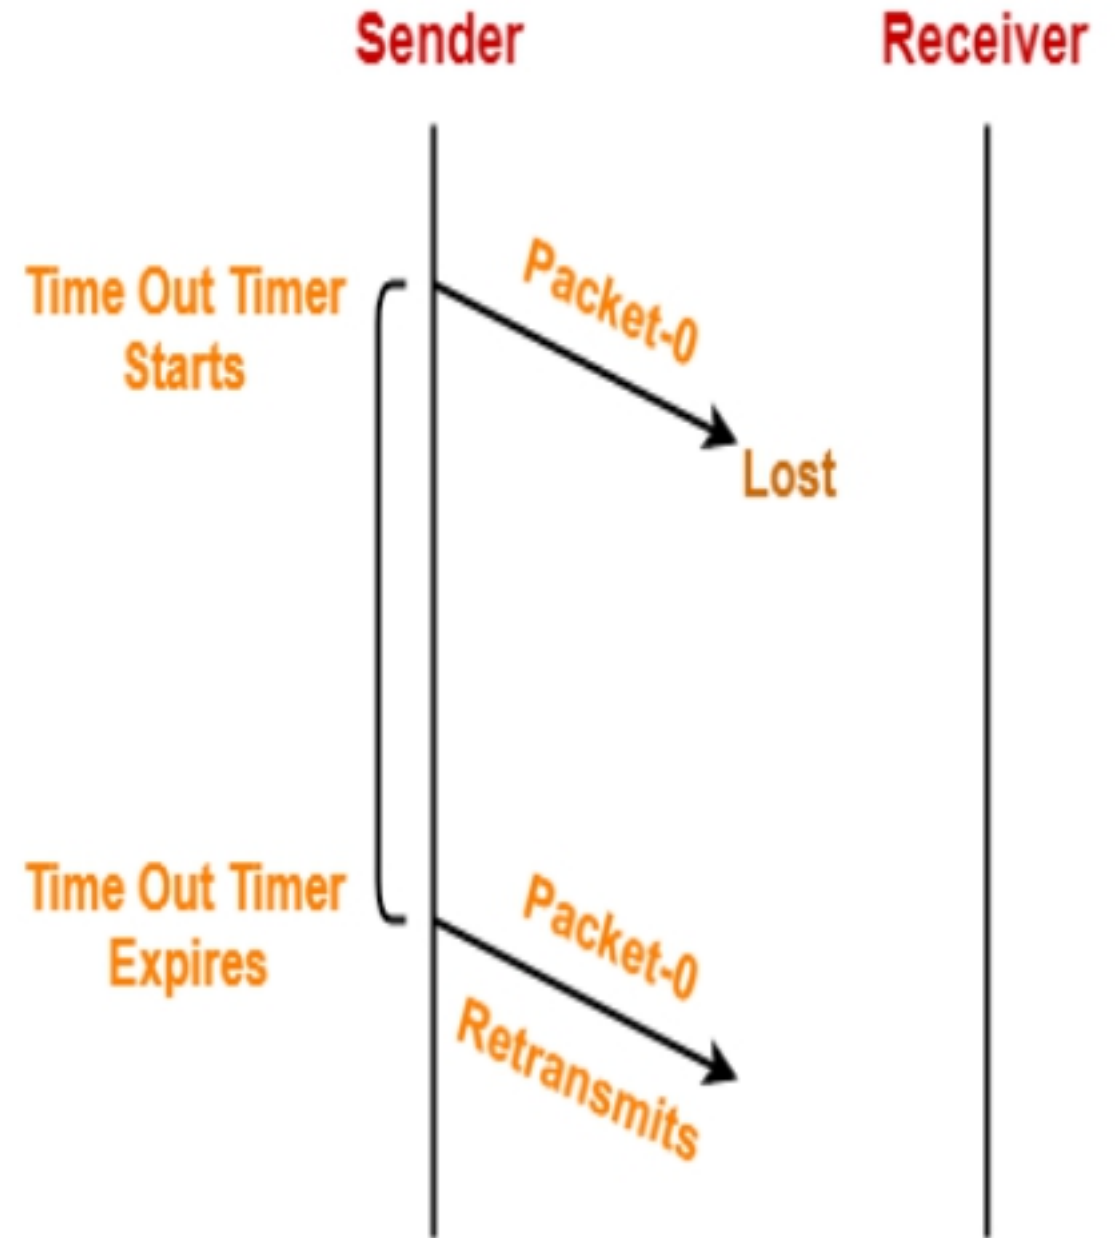 Sender
Receiver
Time Out Timer
Starts
Packet-0
Lost
Time Out Timer
Expires
Packet-0
Retransmits